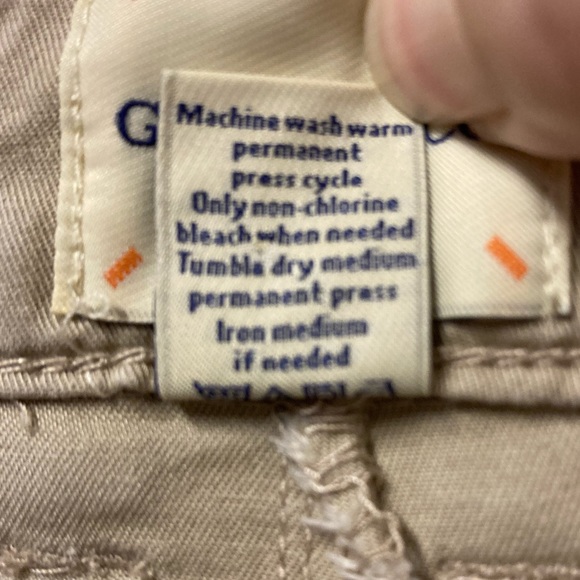 G
Machine wash warm
permanent
press cycle
Only non-chlorine
bleach when needed
Tumble dry medium
permanent press
Iron medium
if needed